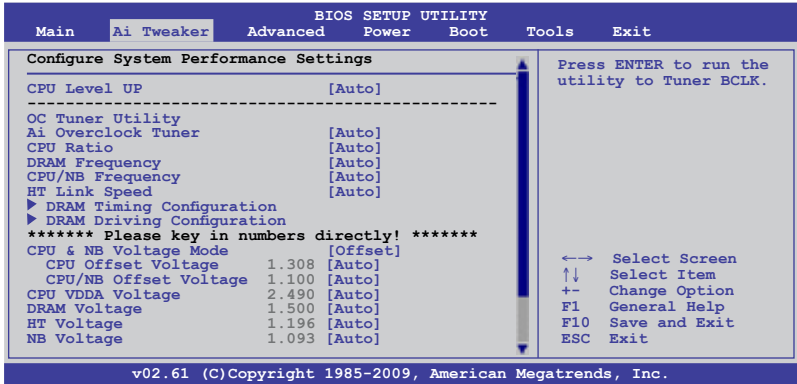 BIOS SETUP UTILITY
Main Ai Tweaker Advanced Power Boot Tools Exit
Configure System Performance Settings
CPU Level UP [Auto]
------------------------------------------------------
OC Tuner Utility
Ai Overclock Tuner [Auto]
CPU Ratio [Auto]
DRAM Frequency [Auto]
CPU/NB Frequency [Auto]
HT Link Speed [Auto]
▶ DRAM Timing Configuration
▶ DRAM Driving Configuration
******* Please key in numbers directly! *******
CPU & NB Voltage Mode [Offset]
CPU Offset Voltage 1.308 [Auto]
CPU/NB Offset Voltage 1.100 [Auto]
CPU VDDA Voltage 2.490 [Auto]
DRAM Voltage 1.500 [Auto]
HT Voltage 1.196 [Auto]
NB Voltage 1.093 [Auto]
Press ENTER to run the
utility to Tuner BCLK.
←→ Select Screen
↑↓ Select Item
+- Change Option
F1 General Help
F10 Save and Exit
ESC Exit
v02.61 (C)Copyright 1985-2009, American Megatrends, Inc.